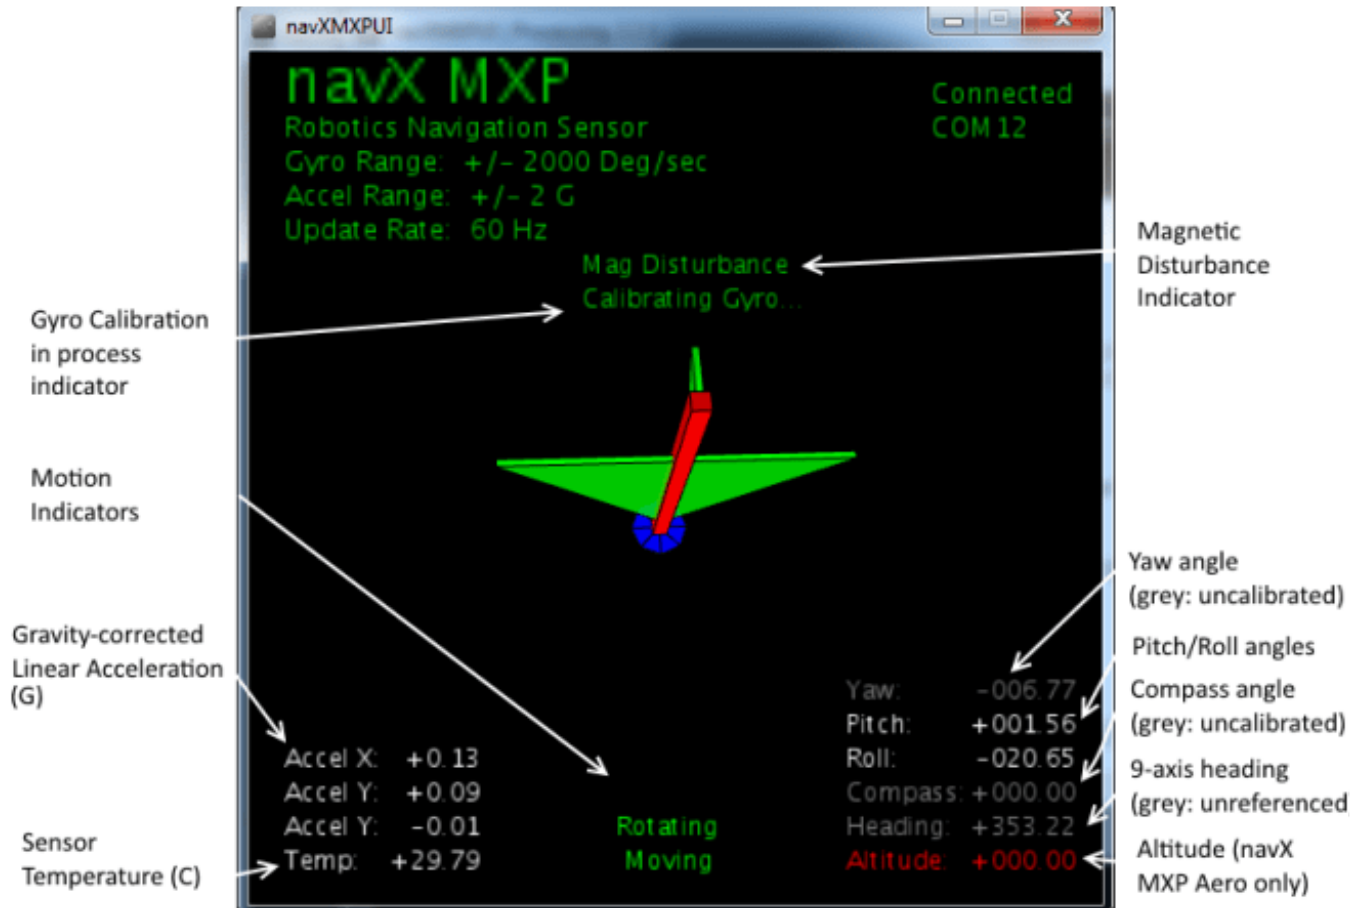 navXMXPUI
navX MXP
Connected
Robotics Navigation Sensor
COM12
Gyro Range: +/- 2000 Deg/sec
Accel Range: +/- 2 G
Update Rate: 60 Hz
Mag Disturbance
Calibrating Gyro...
Magnetic
Disturbance
Indicator
Gyro Calibration
in process
indicator
Motion
Indicators
Gravity-corrected
Linear Acceleration
(G)
Sensor
Temperature (C)
Accel X: +0.13
Accel Y: +0.09
Accel Y: -0.01
Temp: +29.79
Rotating
Moving
Yaw: -006.77
Pitch: +001.56
Roll: -020.65
Compass: +000.00
Heading: +353.22
Altitude: +000.00
Yaw angle
(grey: uncalibrated)
Pitch/Roll angles
Compass angle
(grey: uncalibrated)
9-axis heading
(grey: unreferenced
Altitude (navX
MXP Aero only)